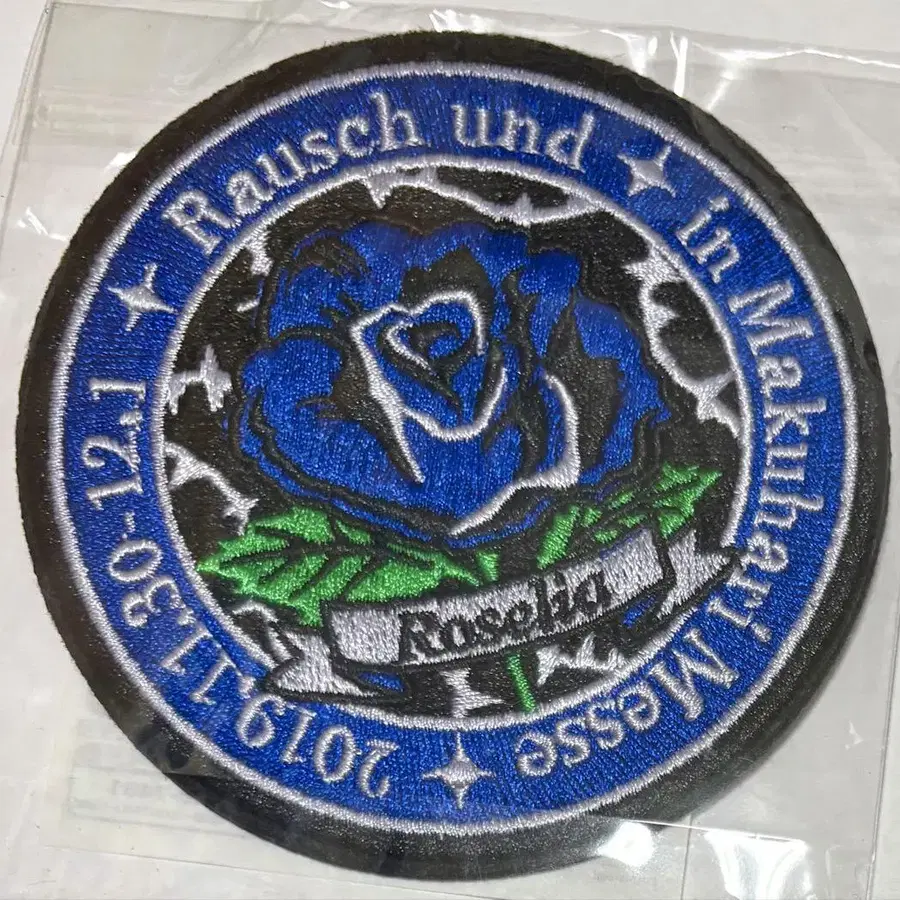 Rausch und
in Makuhari Messe
2019.11.30-12.1
Roselia